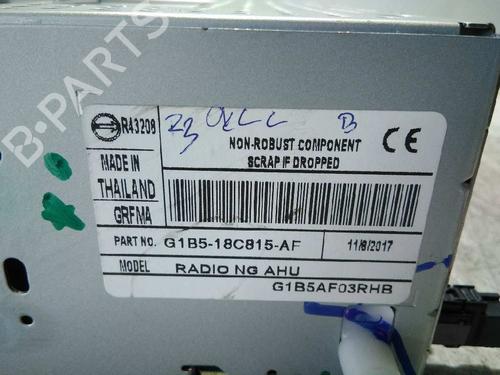 B-PARTS
R43208
NON-ROBUST COMPONENT
SCRAP IF DROPPED
CE
MADE IN
THAILAND
GRFMA
PART NO. G1B5-18C815-AF 11/8/2017
MODEL RADIO NG AHU
G1B5AF03RHB